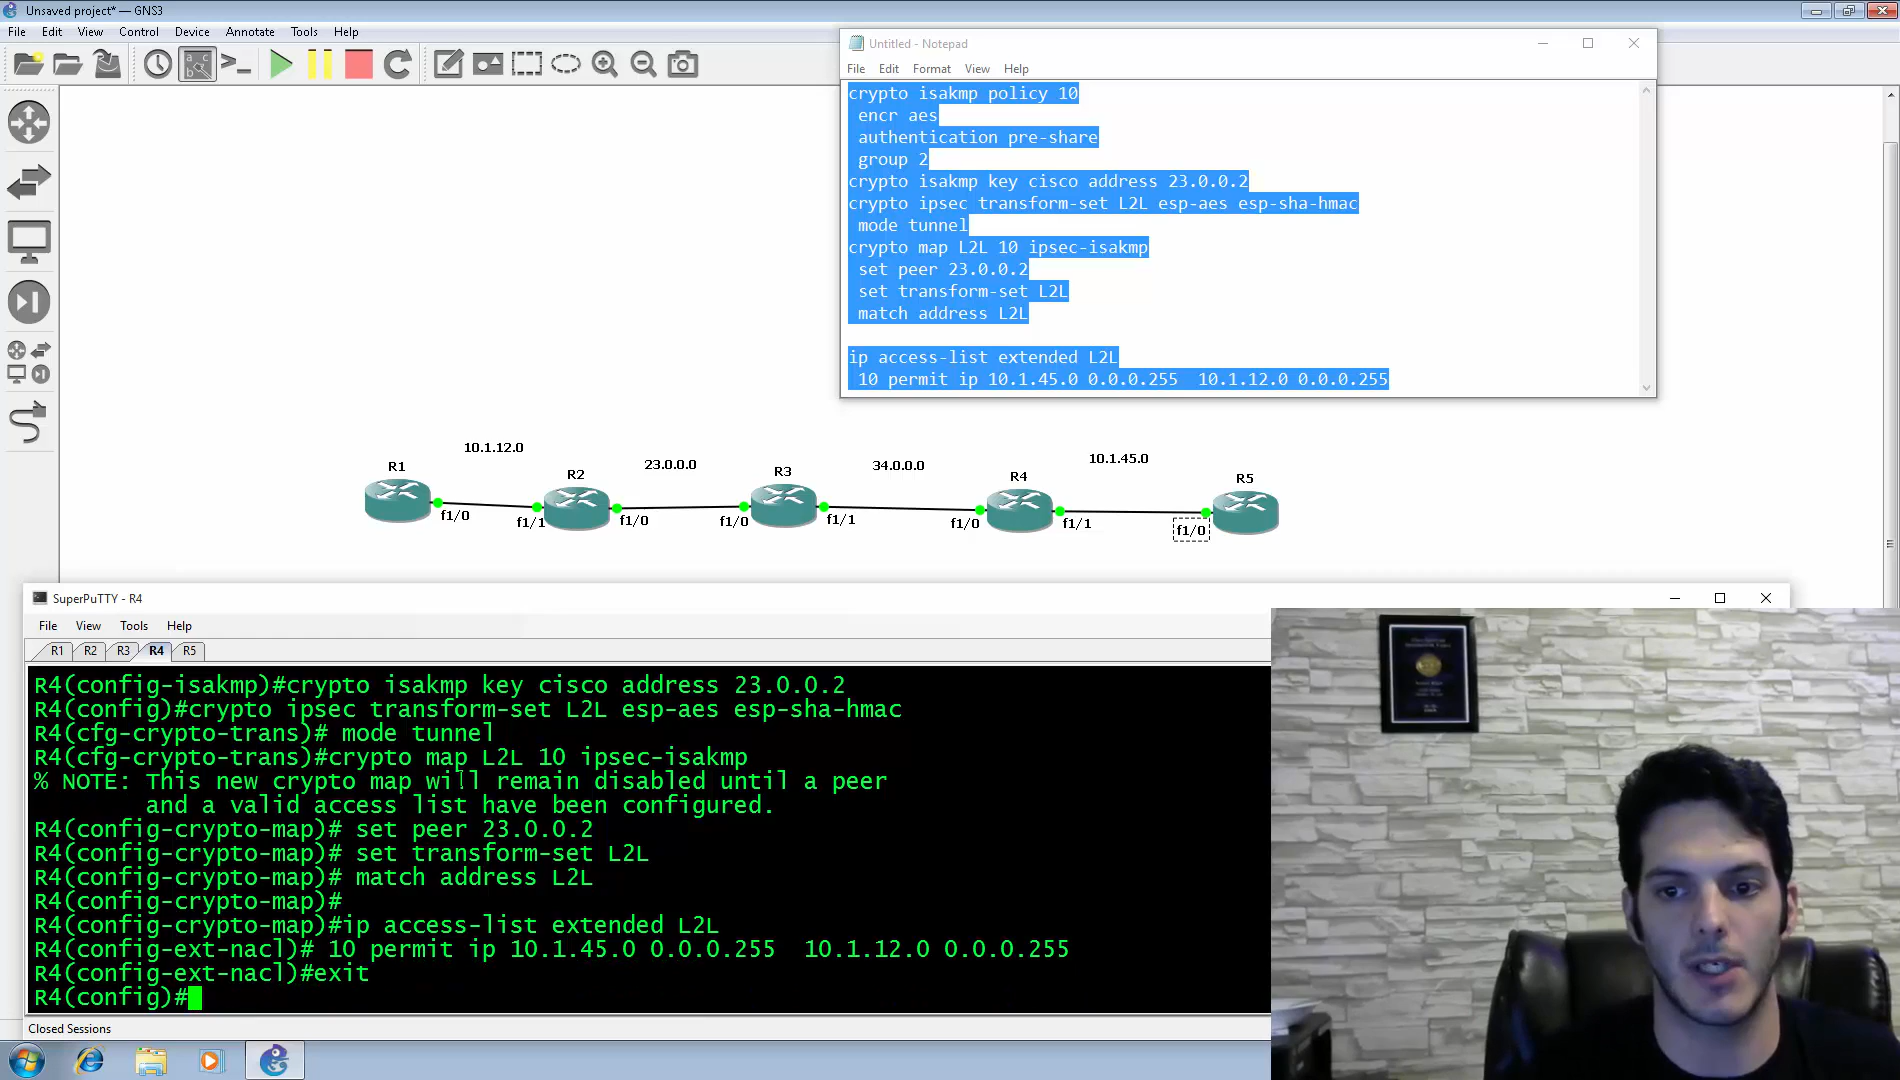 Unsaved project* — GNS3
File Edit View Control Device Annotate Tools Help
Untitled - Notepad
File Edit Format View Help
crypto isakmp policy 10
encr aes
authentication pre-share
group 2
crypto isakmp key cisco address 23.0.0.2
crypto ipsec transform-set L2L esp-aes esp-sha-hmac
mode tunnel
crypto map L2L 10 ipsec-isakmp
set peer 23.0.0.2
set transform-set L2L
match address L2L
ip access-list extended L2L
10 permit ip 10.1.45.0 0.0.0.255  10.1.12.0 0.0.0.255
10.1.12.0 23.0.0.0 34.0.0.0 10.1.45.0
R1 R2 R3 R4 R5
f1/0 f1/1 f1/0 f1/0 f1/1 f1/0 f1/1 f1/0
SuperPuTTY - R4
File View Tools Help
R1 R2 R3 R4 R5
R4(config-isakmp)#crypto isakmp key cisco address 23.0.0.2
R4(config)#crypto ipsec transform-set L2L esp-aes esp-sha-hmac
R4(cfg-crypto-trans)# mode tunnel
R4(cfg-crypto-trans)#crypto map L2L 10 ipsec-isakmp
% NOTE: This new crypto map will remain disabled until a peer
and a valid access list have been configured.
R4(config-crypto-map)# set peer 23.0.0.2
R4(config-crypto-map)# set transform-set L2L
R4(config-crypto-map)# match address L2L
R4(config-crypto-map)#
R4(config-crypto-map)#ip access-list extended L2L
R4(config-ext-nacl)# 10 permit ip 10.1.45.0 0.0.0.255  10.1.12.0 0.0.0.255
R4(config-ext-nacl)#exit
R4(config)#
Closed Sessions